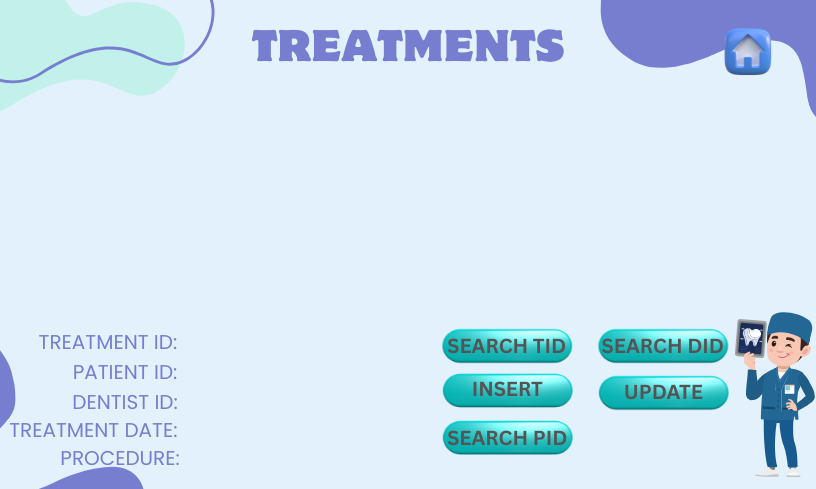 TREATMENTS
TREATMENT ID:
PATIENT ID:
DENTIST ID:
TREATMENT DATE:
PROCEDURE:
SEARCH TID
SEARCH DID
INSERT
UPDATE
SEARCH PID